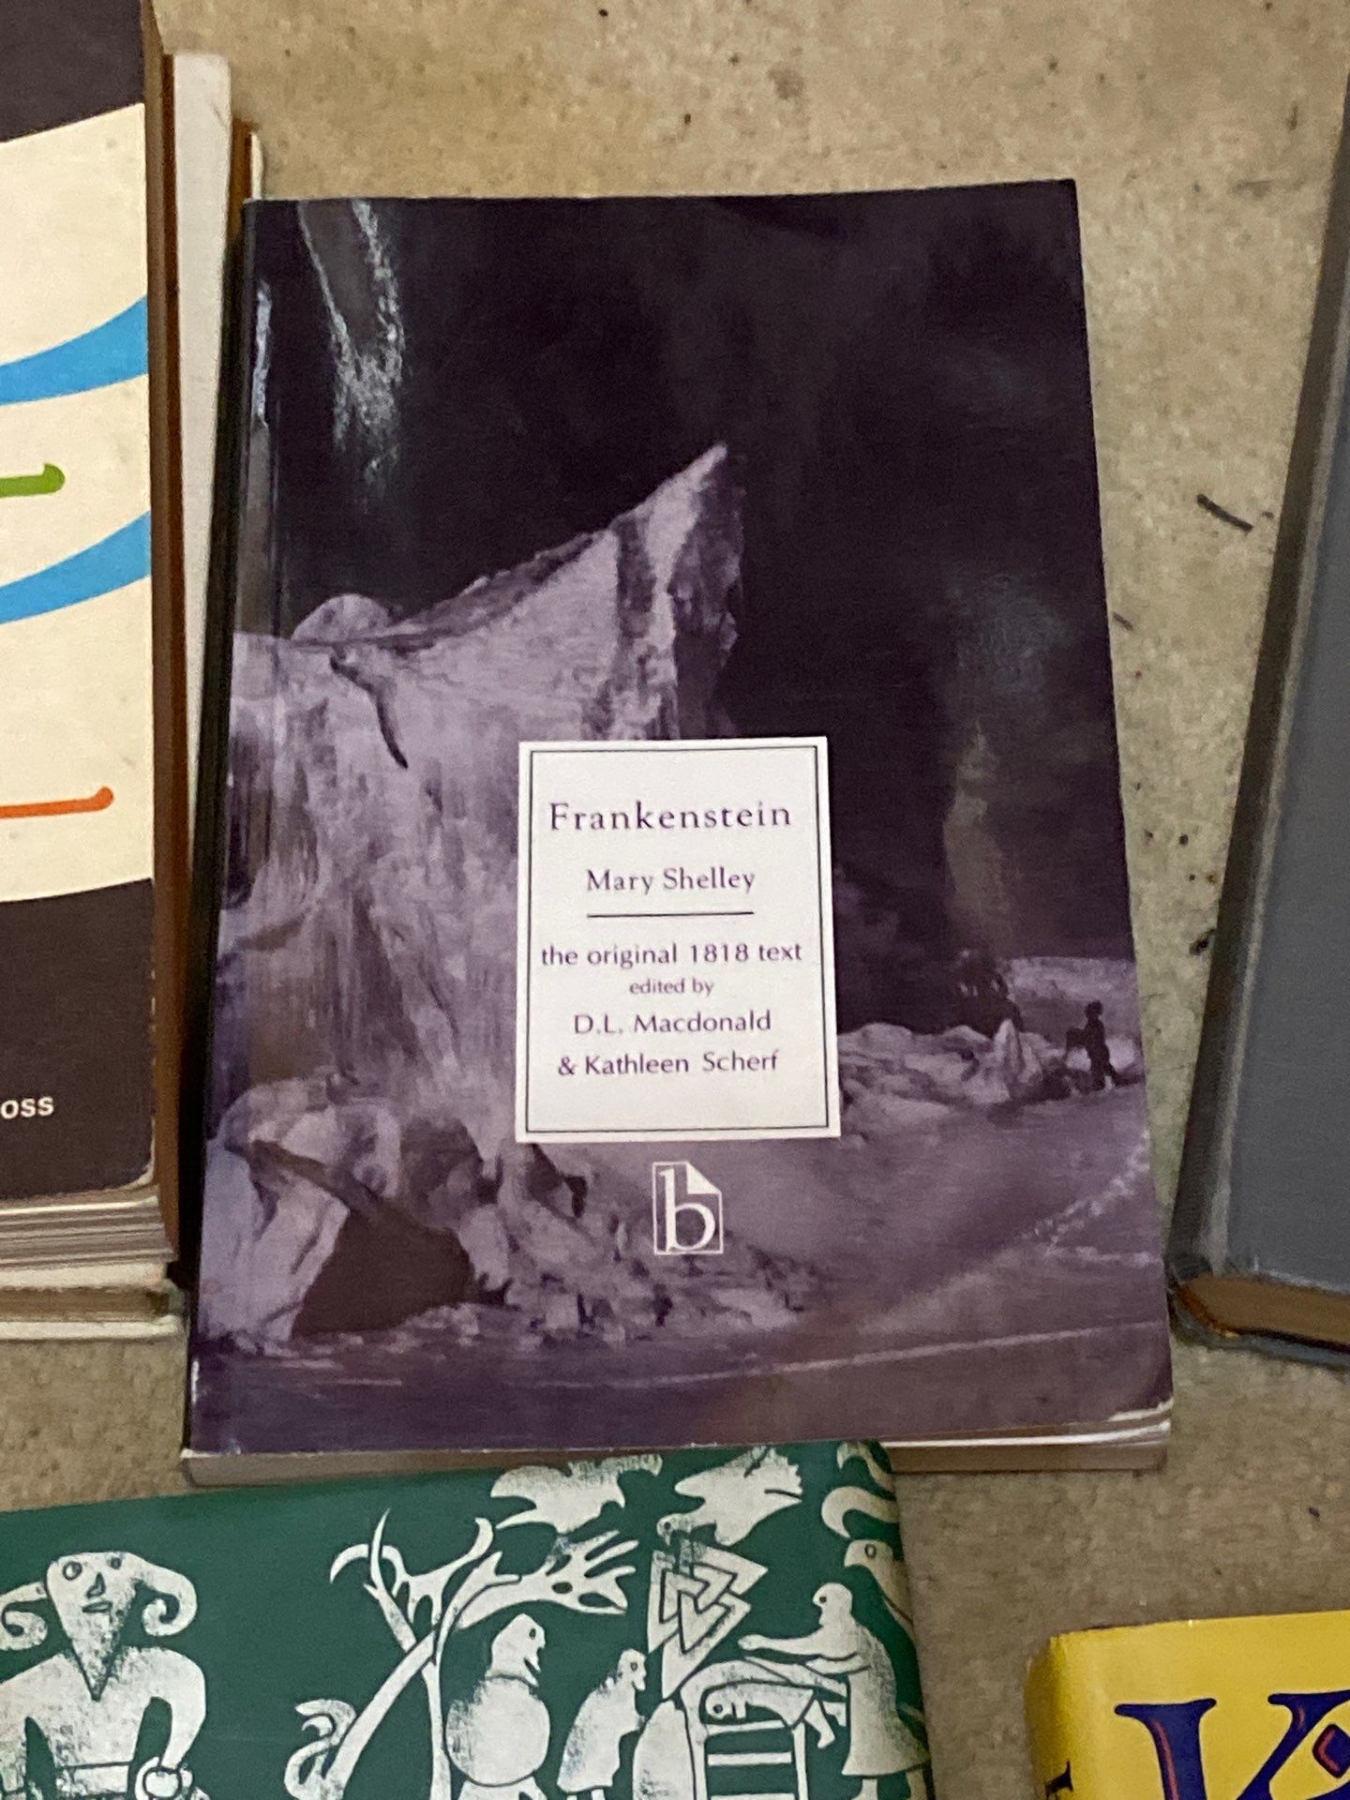 Frankenstein
Mary Shelley
the original 1818 text
edited by
D.L. Macdonald
& Kathleen Scherf
b
oss